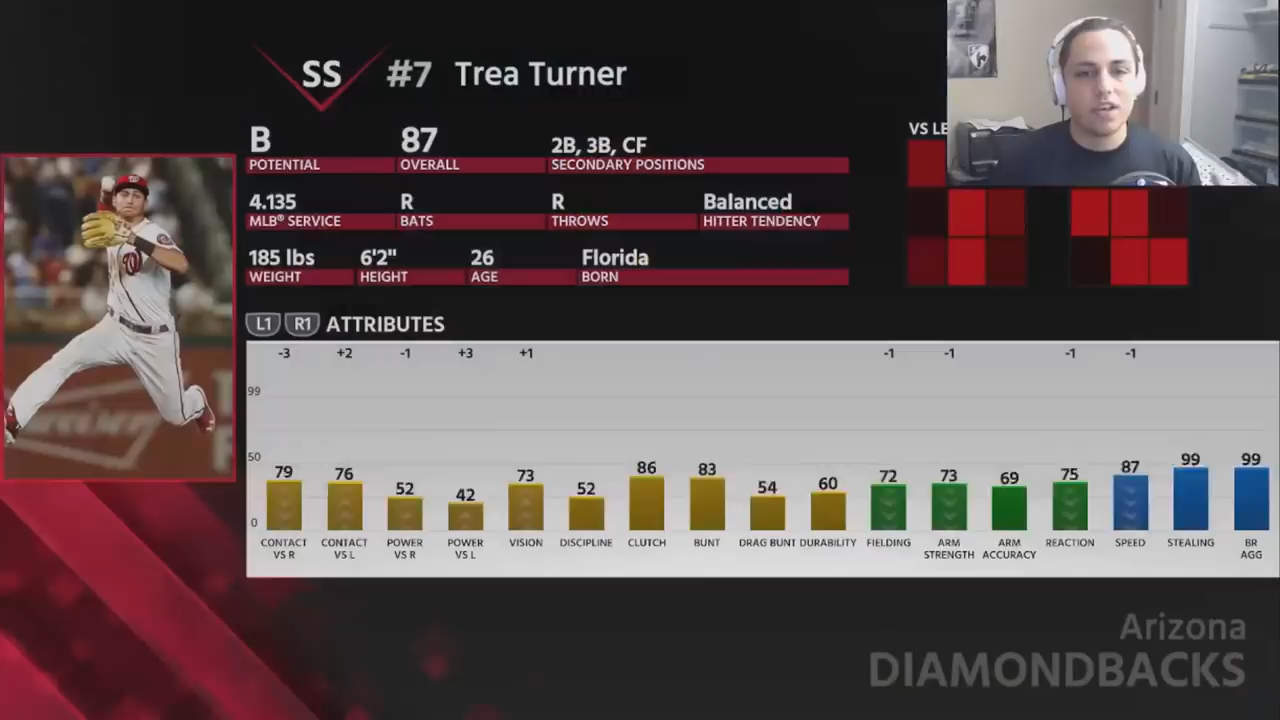 SS #7 Trea Turner
B 87 2B, 3B, CF
POTENTIAL OVERALL SECONDARY POSITIONS
VS LE
4.135 R R Balanced
MLB® SERVICE BATS THROWS HITTER TENDENCY
185 lbs 6'2" 26 Florida
WEIGHT HEIGHT AGE BORN
L1 R1 ATTRIBUTES
-3 +2 -1 +3 +1 -1 -1 -1 -1
99
50
0
79 76 52 42 73 52 86 83 54 60 72 73 69 75 87 99 99
CONTACT CONTACT POWER POWER VISION DISCIPLINE CLUTCH BUNT DRAG BUNT DURABILITY FIELDING ARM ARM REACTION SPEED STEALING BR
VS R VS L VS R VS L STRENGTH ACCURACY AGG
Arizona
DIAMONDBACKS